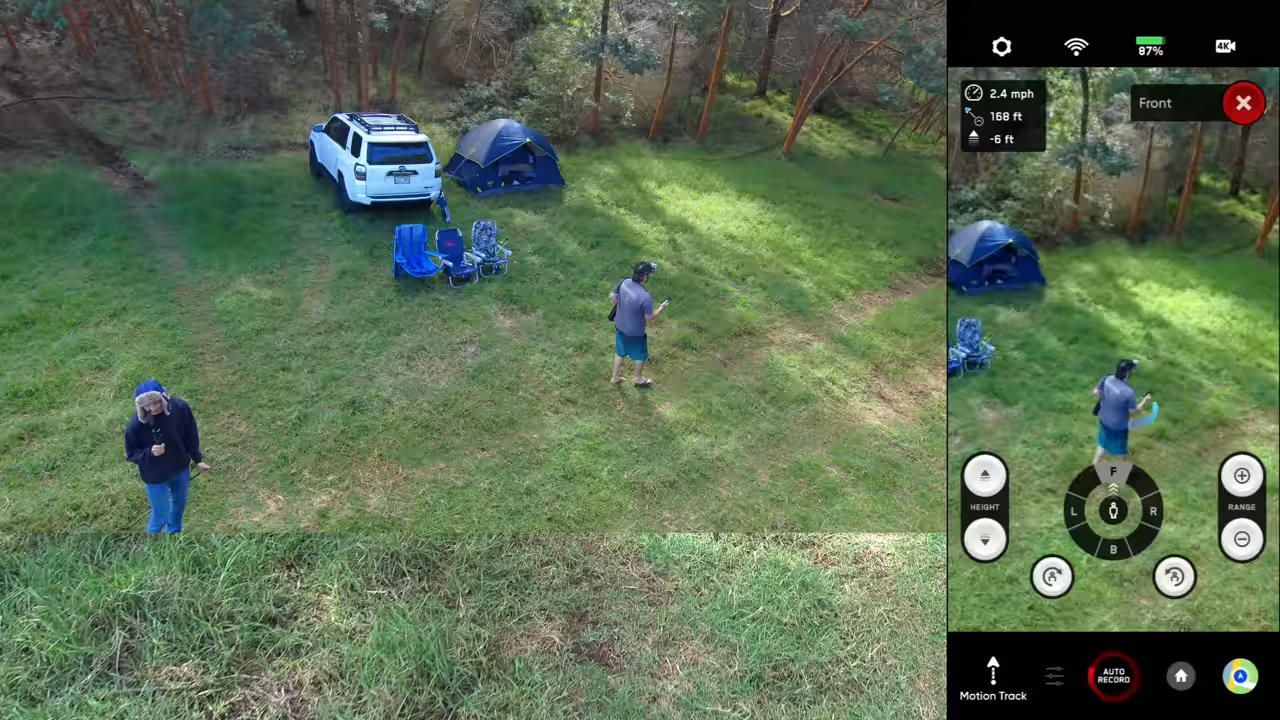 87%
4K
2.4 mph
168 ft
-6 ft
Front
F
L
R
B
HEIGHT
RANGE
Motion Track
AUTO
RECORD